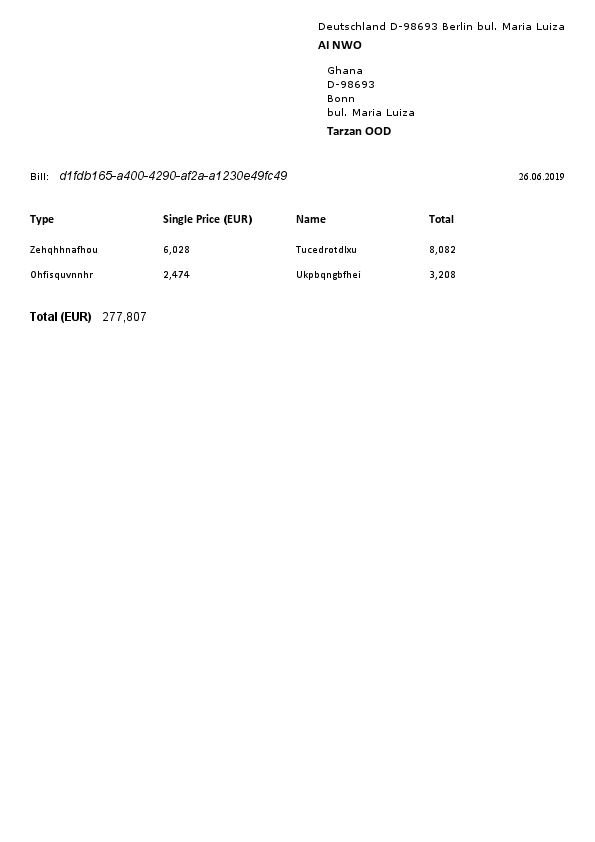 Deutschland D-98693 Berlin bul. Maria Luiza
AI NWO
Ghana
D-98693
Bonn
bul. Maria Luiza
Tarzan OOD
Bill: d1fdb165-a400-4290-af2a-a1230e49fc49 26.06.2019
Type Single Price (EUR) Name Total
Zehqhhnafhou 6,028 Tucedrotdlxu 8,082
Ohfisquvnnhr 2,474 Ukpbqngbfhei 3,208
Total (EUR) 277,807